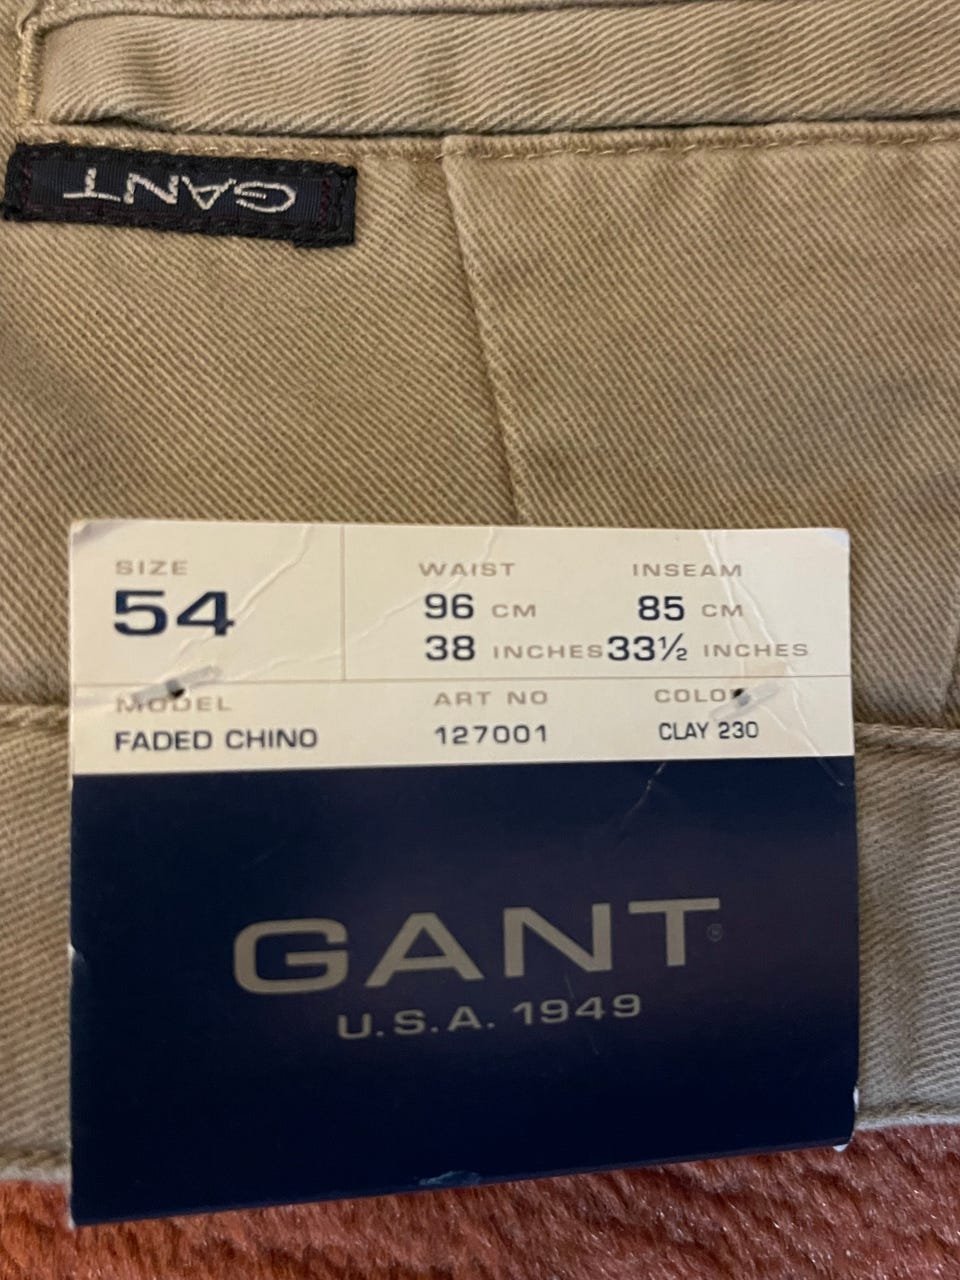 GANT
SIZE WAIST INSEAM
54 96 CM 85 CM
38 INCHES 33½ INCHES
MODEL ART NO COLOR
FADED CHINO 127001 CLAY 230
GANT®
U.S.A. 1949